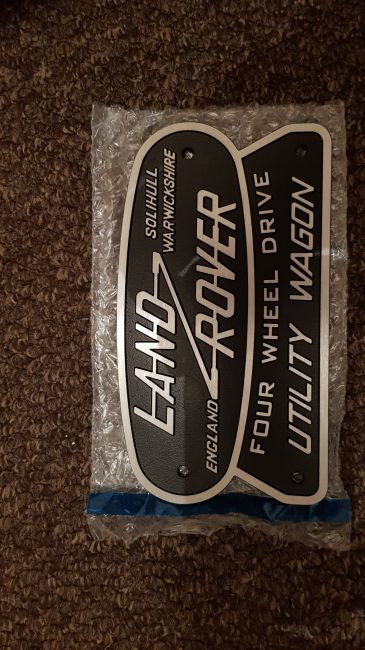 LAND
SOLIHULL
WARWICKSHIRE
ENGLAND
ROVER
FOUR WHEEL DRIVE
UTILITY WAGON